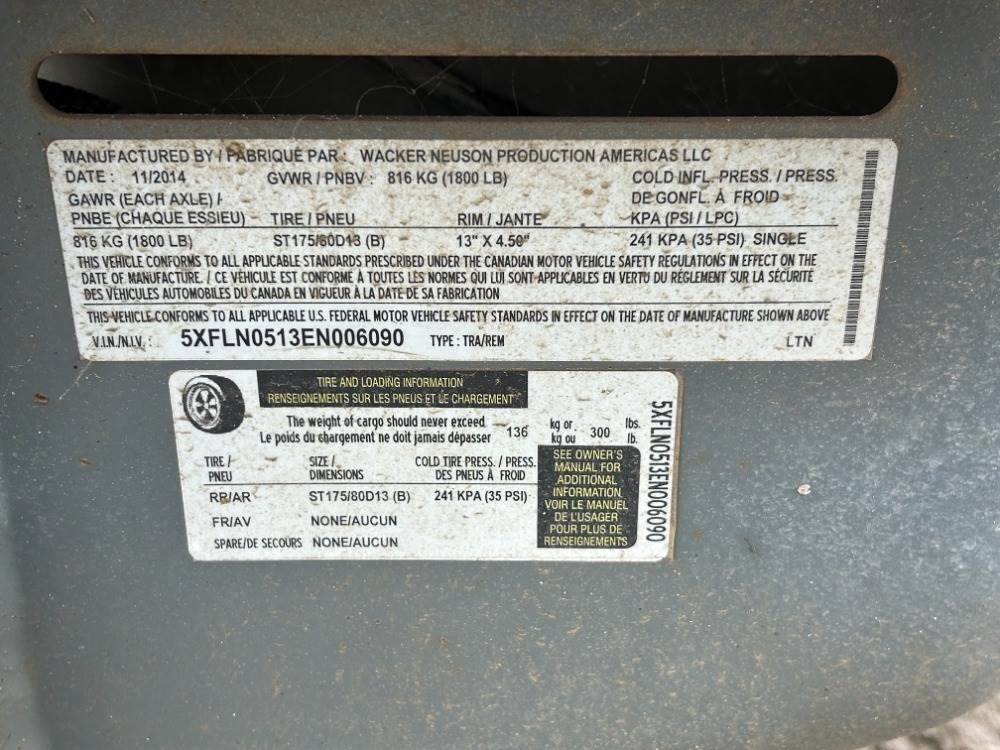 MANUFACTURED BY / FABRIQUÉ PAR : WACKER NEUSON PRODUCTION AMERICAS LLC
DATE : 11/2014 GVWR / PNBV : 816 KG (1800 LB) COLD INFL. PRESS. / PRESS.
GAWR (EACH AXLE) / DE GONFL. À FROID
PNBE (CHAQUE ESSIEU) TIRE / PNEU RIM / JANTE KPA (PSI / LPC)
816 KG (1800 LB) ST175/80D13 (B) 13" X 4.50" 241 KPA (35 PSI) SINGLE
THIS VEHICLE CONFORMS TO ALL APPLICABLE STANDARDS PRESCRIBED UNDER THE CANADIAN MOTOR VEHICLE SAFETY REGULATIONS IN EFFECT ON THE
DATE OF MANUFACTURE. / CE VÉHICULE EST CONFORME À TOUTES LES NORMES QUI LUI SONT APPLICABLES EN VERTU DU RÈGLEMENT SUR LA SÉCURITÉ
DES VÉHICULES AUTOMOBILES DU CANADA EN VIGUEUR À LA DATE DE SA FABRICATION
THIS VEHICLE CONFORMS TO ALL APPLICABLE U.S. FEDERAL MOTOR VEHICLE SAFETY STANDARDS IN EFFECT ON THE DATE OF MANUFACTURE SHOWN ABOVE
V.I.N./N.I.V. : 5XFLN0513EN006090 TYPE : TRA/REM LTN
TIRE AND LOADING INFORMATION
RENSEIGNEMENTS SUR LES PNEUS ET LE CHARGEMENT
The weight of cargo should never exceed 136 kg or 300 lbs.
Le poids du chargement ne doit jamais dépasser kg ou lb.
TIRE / SIZE / COLD TIRE PRESS. / PRESS.
PNEU DIMENSIONS DES PNEUS À FROID
RR/AR ST175/80D13 (B) 241 KPA (35 PSI)
FR/AV NONE/AUCUN
SPARE/DE SECOURS NONE/AUCUN
SEE OWNER'S
MANUAL FOR
ADDITIONAL
INFORMATION
VOIR LE MANUEL
DE L'USAGER
POUR PLUS DE
RENSEIGNEMENTS
5XFLN0513EN006090